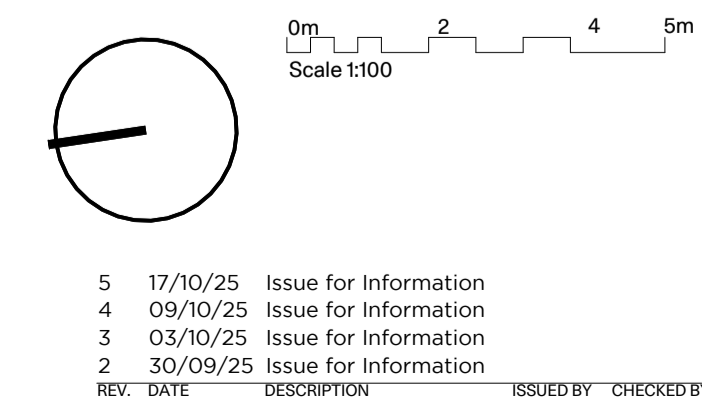 0m 2 4 5m
Scale 1:100
5 17/10/25 Issue for Information
4 09/10/25 Issue for Information
3 03/10/25 Issue for Information
2 30/09/25 Issue for Information
REV. DATE DESCRIPTION ISSUED BY CHECKED BY